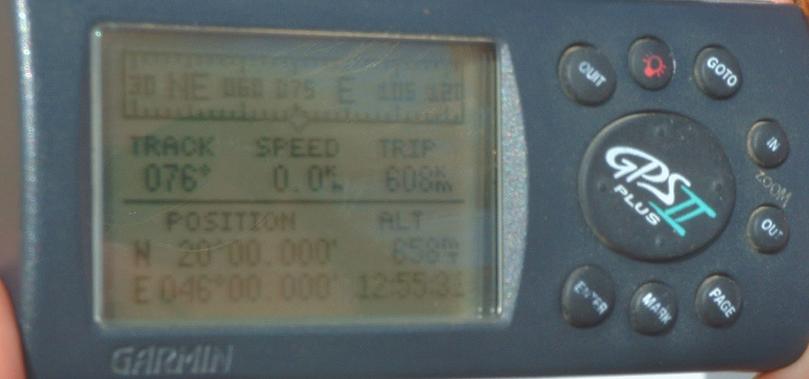 30 NE 060 075 E 105 120
TRACK SPEED TRIP
076° 0.0 608
POSITION ALT
N 20°00.000' 658
E 046°00.000' 12:55:33
GARMIN
QUIT
GOTO
IN
ZOOM
OUT
GPS II
PLUS
ENTER
MARK
PAGE